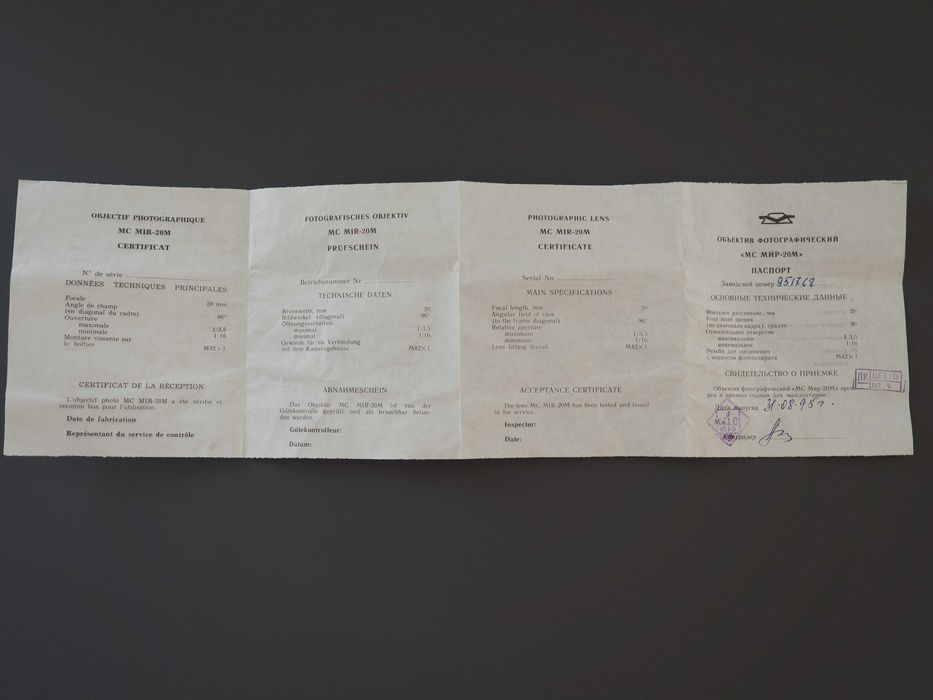 OBJECTIF PHOTOGRAPHIQUE
MC MIR-20M
CERTIFICAT
N° de série
DONNÉES TECHNIQUES PRINCIPALES
Focale 20 mm
Angle de champ
(en diagonal du cadre) 96°
Ouverture
maximale 1:3,5
minimale 1:16
Monture vissante sur
le boîtier M42×1
CERTIFICAT DE LA RÉCEPTION
L'objectif photo MC MIR-20M a été vérifié et
reconnu bon pour l'utilisation.
Date de fabrication
Représentant du service de contrôle
FOTOGRAFISCHES OBJEKTIV
MC MIR-20M
PRÜFSCHEIN
Betriebsnummer Nr
TECHNISCHE DATEN
Brennweite, mm 20
Bildwinkel (diagonal) 96°
Öffnungsverhältnis
maximal 1:3,5
minimal 1:16
Gewinde für die Verbindung
mit dem Kameragehäuse M42×1
ABNAHMESCHEIN
Das Objektiv MC MIR-20M ist von der
Gütekontrolle geprüft und als brauchbar befun-
den worden.
Gütekontrolleur:
Datum:
PHOTOGRAPHIC LENS
MC MIR-20M
CERTIFICATE
Serial No
MAIN SPECIFICATIONS
Focal length, mm 20
Angular field of view
(to the frame diagonal) 96°
Relative aperture
maximum 1/3,5
minimum 1/16
Lens fitting thread M42×1
ACCEPTANCE CERTIFICATE
The lens MC MIR-20M has been tested and found
fit for service.
Inspector:
Date:
ОБЪЕКТИВ ФОТОГРАФИЧЕСКИЙ
«МС МИР-20М»
ПАСПОРТ
Заводской номер 951768
ОСНОВНЫЕ ТЕХНИЧЕСКИЕ ДАННЫЕ
Фокусное расстояние, мм 20
Угол поля зрения
(по диагонали кадра), градус 96
Относительное отверстие
максимальное 1:3,5
минимальное 1:16
Резьба для соединения
с корпусом фотоаппарата М42×1
СВИДЕТЕЛЬСТВО О ПРИЕМКЕ
Объектив фотографический «МС Мир-20М» прове-
рен и признан годным для эксплуатации.
Дата выпуска 31.08.95г.
М.
Контролер
ЛК ЦЕХ 15
№ 6